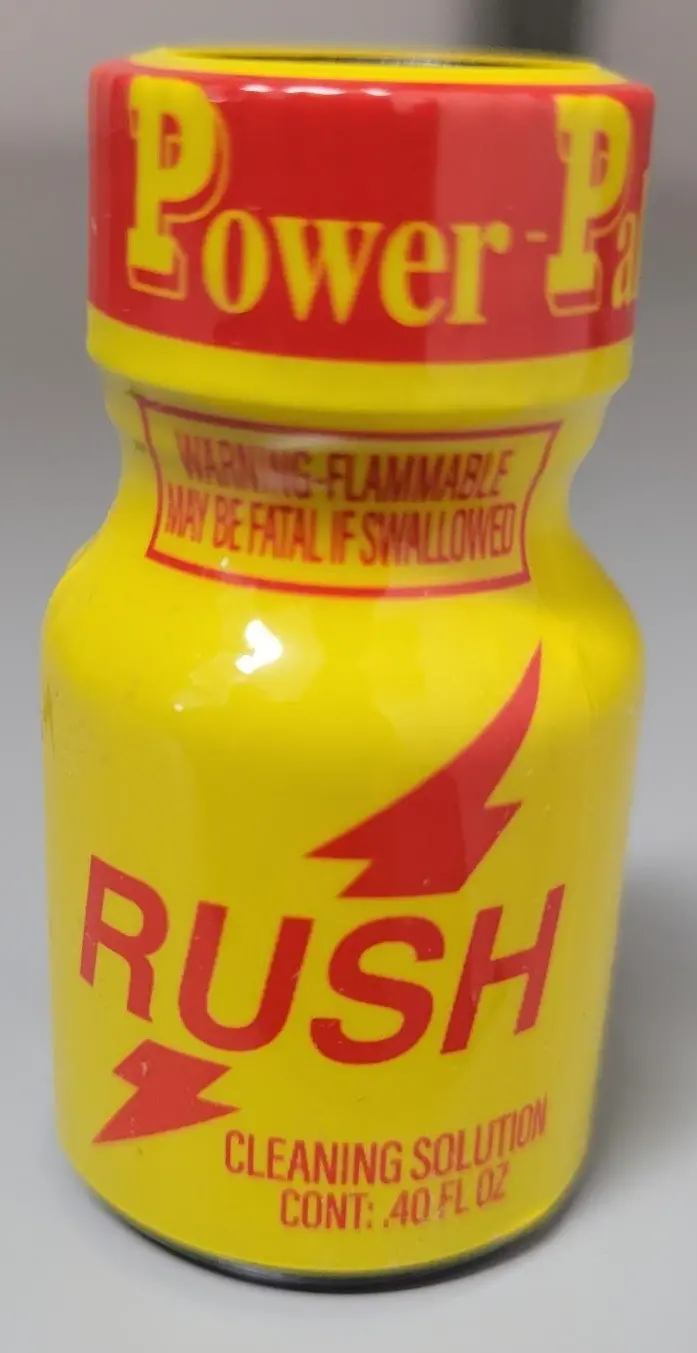 Power-Pa
WARNING-FLAMMABLE
MAY BE FATAL IF SWALLOWED
RUSH
CLEANING SOLUTION
CONT: .40 FL OZ